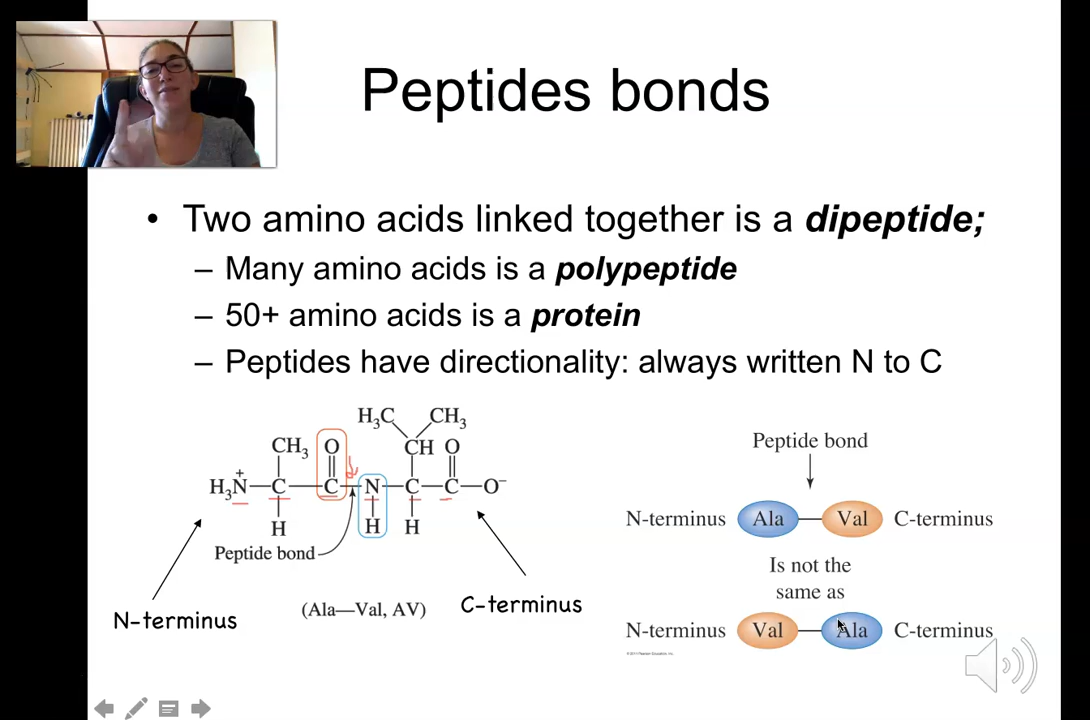 Peptides bonds
• Two amino acids linked together is a dipeptide;
– Many amino acids is a polypeptide
– 50+ amino acids is a protein
– Peptides have directionality: always written N to C
H₃C CH₃
CH₃ O CH O
H₃N⁺—C—C—N—C—C—O⁻
H H H
Peptide bond
N-terminus
(Ala—Val, AV)
C-terminus
Peptide bond
N-terminus Ala Val C-terminus
Is not the
same as
N-terminus Val Ala C-terminus